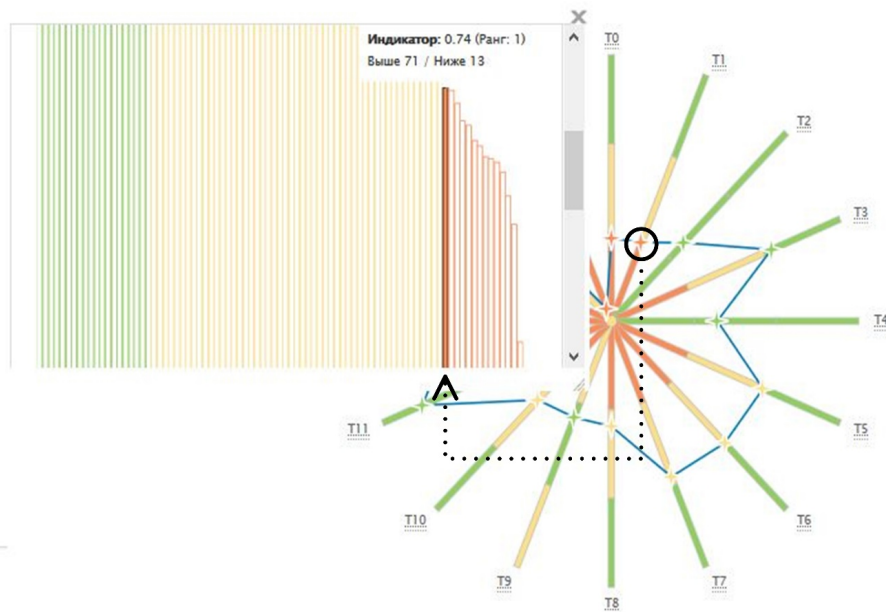 Индикатор: 0.74 (Ранг: 1)
Выше 71 / Ниже 13
T0
T1
T2
T3
T4
T5
T6
T7
T8
T9
T10
T11